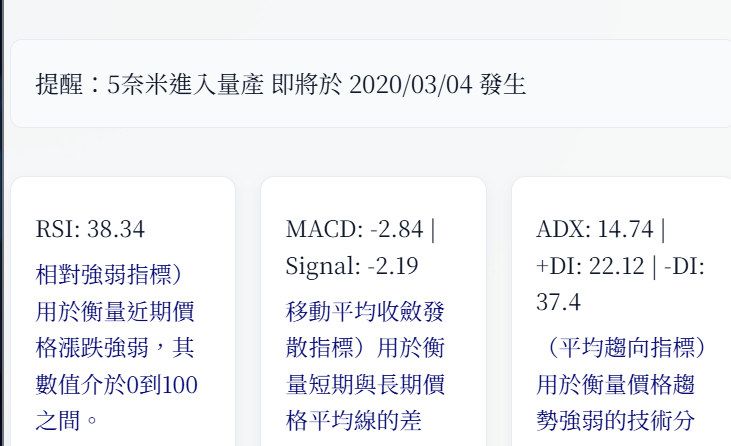 提醒：5奈米進入量產 即將於 2020/03/04 發生
RSI: 38.34
相對強弱指標）
用於衡量近期價
格漲跌強弱，其
數值介於0到100
之間。
MACD: -2.84 |
Signal: -2.19
移動平均收斂發
散指標）用於衡
量短期與長期價
格平均線的差
ADX: 14.74 |
+DI: 22.12 | -DI:
37.4
（平均趨向指標）
用於衡量價格趨
勢強弱的技術分